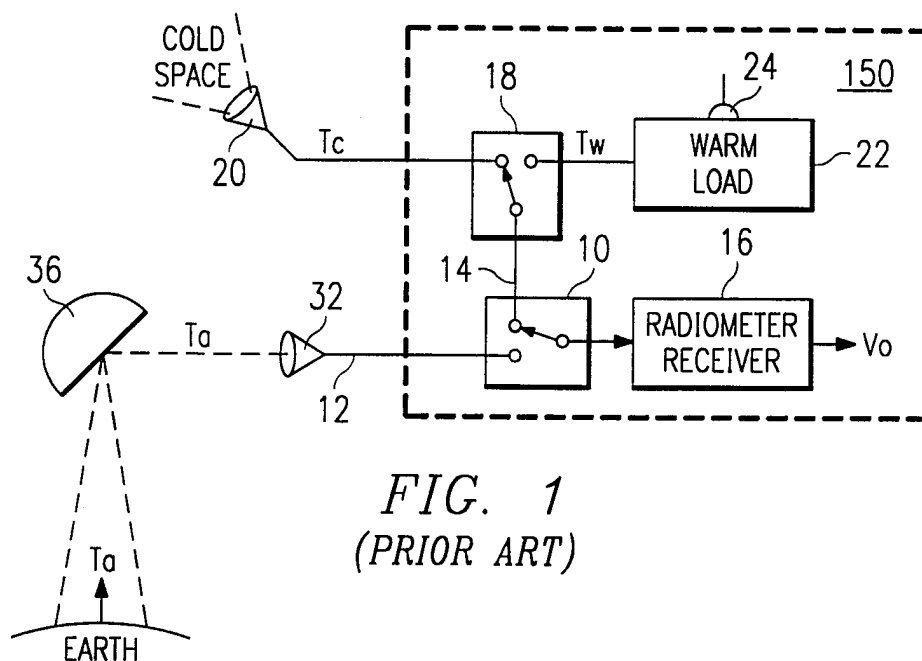 COLD
SPACE
20
Tc
18
Tw
24
WARM
LOAD
22
150
14
10
16
RADIOMETER
RECEIVER
Vo
36
Ta
32
12
FIG. 1
(PRIOR ART)
Ta
EARTH